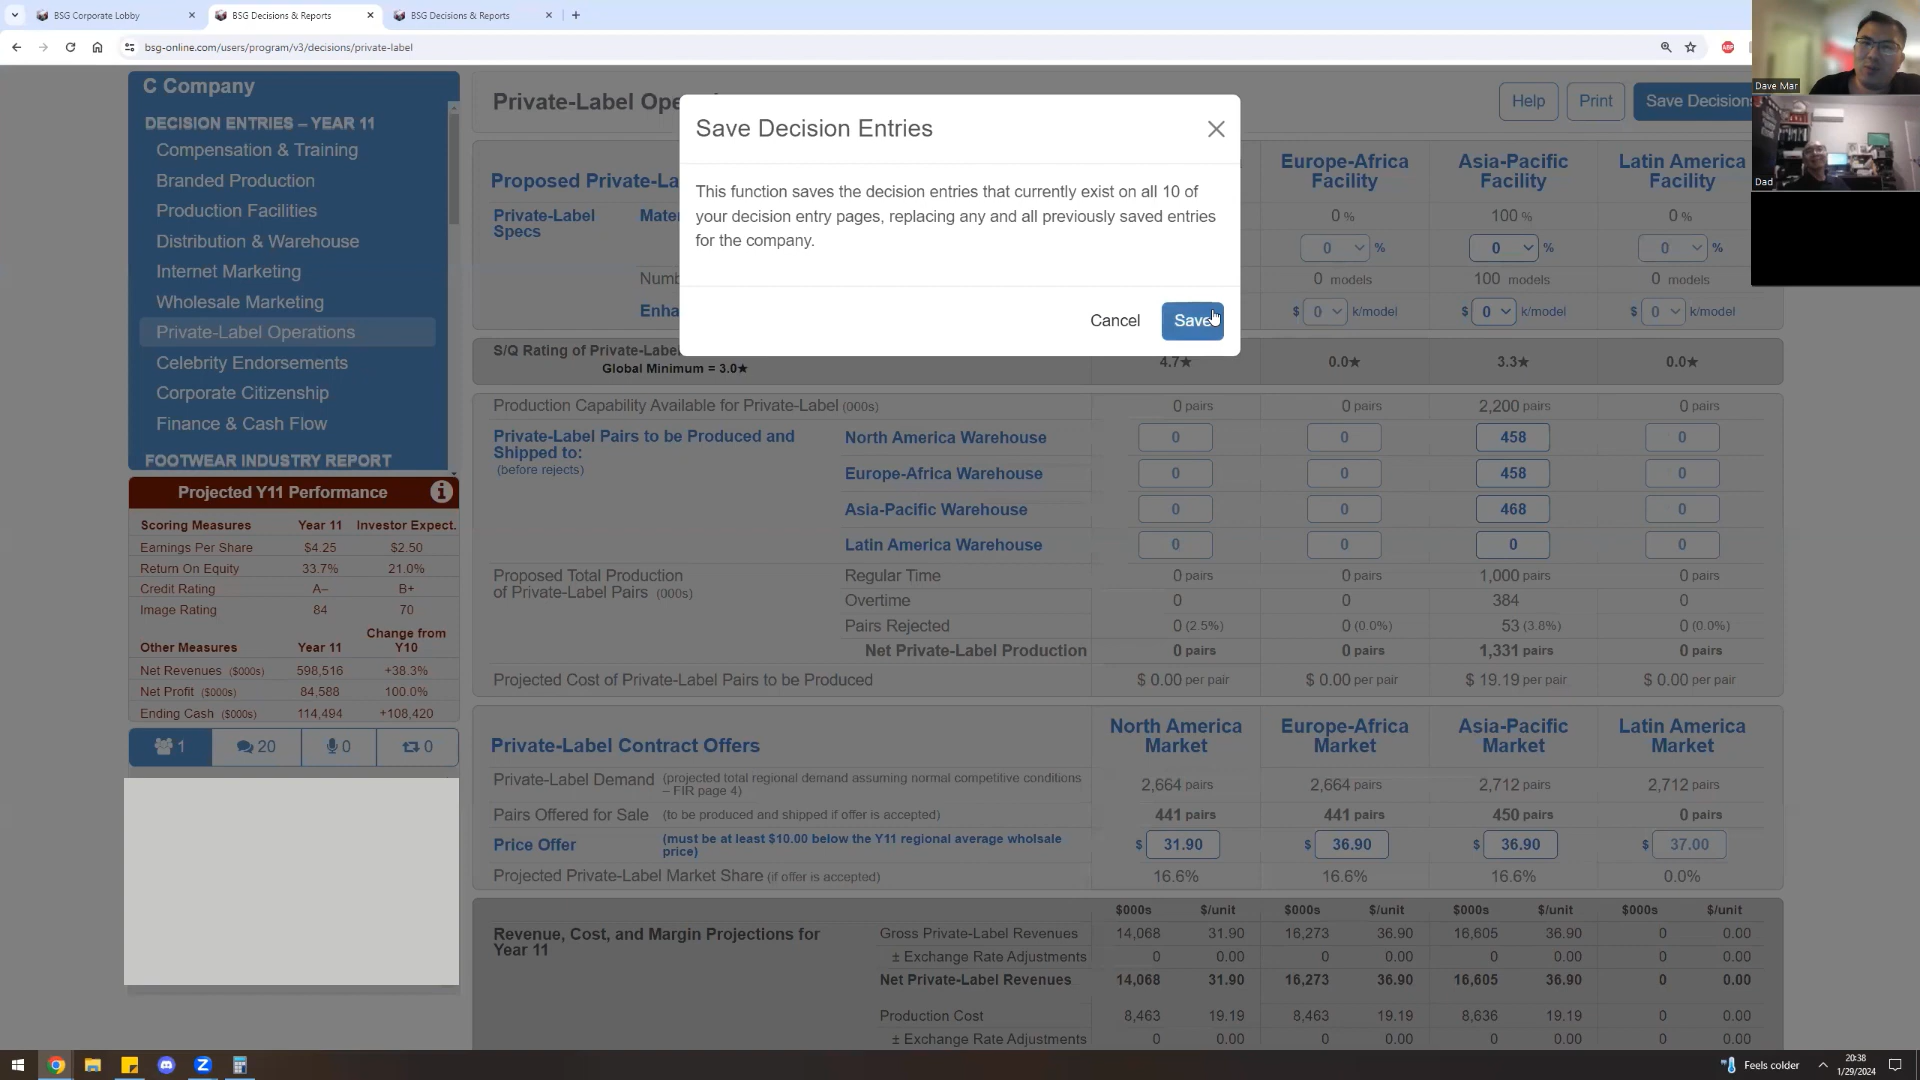 BSG Corporate Lobby
BSG Decisions & Reports
BSG Decisions & Reports
bsg-online.com/users/program/v3/decisions/private-label
ABP
Dave Mar
Dad
C Company
DECISION ENTRIES – YEAR 11
Compensation & Training
Branded Production
Production Facilities
Distribution & Warehouse
Internet Marketing
Wholesale Marketing
Private-Label Operations
Celebrity Endorsements
Corporate Citizenship
Finance & Cash Flow
FOOTWEAR INDUSTRY REPORT
Projected Y11 Performance
Scoring Measures Year 11 Investor Expect.
Earnings Per Share $4.25 $2.50
Return On Equity 33.7% 21.0%
Credit Rating A– B+
Image Rating 84 70
Other Measures Year 11 Change from Y10
Net Revenues ($000s) 598,516 +38.3%
Net Profit ($000s) 84,588 100.0%
Ending Cash ($000s) 114,494 +108,420
1 20 0 0
Private-Label
Help Print Save
Save Decision Entries
This function saves the decision entries that currently exist on all 10 of
your decision entry pages, replacing any and all previously saved entries
for the company.
Cancel Save
Europe-Africa Facility Asia-Pacific Facility Latin America Facility
Proposed
Private-Label Specs
0 % 100 % 0 %
0 % 0 % 0 %
0 models 100 models 0 models
$ 0 k/model $ 0 k/model $ 0 k/model
S/Q Rating of Private-Label
Global Minimum = 3.0★
4.7★ 0.0★ 3.3★ 0.0★
Production Capability Available for Private-Label (000s) 0 pairs 0 pairs 2,200 pairs 0 pairs
Private-Label Pairs to be Produced and Shipped to:
(before rejects)
North America Warehouse 0 0 458 0
Europe-Africa Warehouse 0 0 458 0
Asia-Pacific Warehouse 0 0 468 0
Latin America Warehouse 0 0 0 0
Proposed Total Production of Private-Label Pairs (000s)
Regular Time 0 pairs 0 pairs 1,000 pairs 0 pairs
Overtime 0 0 384 0
Pairs Rejected 0 (2.5%) 0 (0.0%) 53 (3.8%) 0 (0.0%)
Net Private-Label Production 0 pairs 0 pairs 1,331 pairs 0 pairs
Projected Cost of Private-Label Pairs to be Produced $ 0.00 per pair $ 0.00 per pair $ 19.19 per pair $ 0.00 per pair
Private-Label Contract Offers
North America Market Europe-Africa Market Asia-Pacific Market Latin America Market
Private-Label Demand (projected total regional demand assuming normal competitive conditions – FIR page 4) 2,664 pairs 2,664 pairs 2,712 pairs 2,712 pairs
Pairs Offered for Sale (to be produced and shipped if offer is accepted) 441 pairs 441 pairs 450 pairs 0 pairs
Price Offer (must be at least $10.00 below the Y11 regional average wholsale price) $ 31.90 $ 36.90 $ 36.90 $ 37.00
Projected Private-Label Market Share (if offer is accepted) 16.6% 16.6% 16.6% 0.0%
$000s $/unit $000s $/unit $000s $/unit $000s $/unit
Revenue, Cost, and Margin Projections for Year 11
Gross Private-Label Revenues 14,068 31.90 16,273 36.90 16,605 36.90 0 0.00
± Exchange Rate Adjustments 0 0.00 0 0.00 0 0.00 0 0.00
Net Private-Label Revenues 14,068 31.90 16,273 36.90 16,605 36.90 0 0.00
Production Cost 8,463 19.19 8,463 19.19 8,636 19.19 0 0.00
± Exchange Rate Adjustments 0 0.00 0 0.00 0 0.00 0 0.00
Feels colder
20:38
1/29/2024